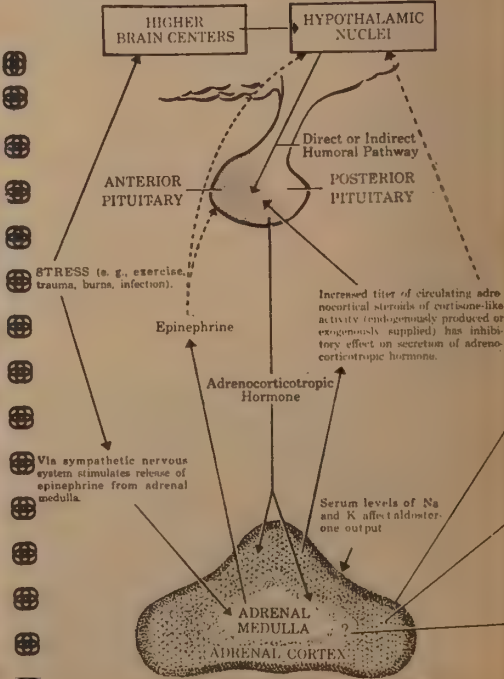 HIGHER
BRAIN CENTERS
HYPOTHALAMIC
NUCLEI
Direct or Indirect
Humoral Pathway
ANTERIOR
PITUITARY
POSTERIOR
PITUITARY
STRESS (e. g., exercise,
trauma, burns, infection).
Epinephrine
Increased titer of circulating adre
nocortical steroids of cortisone-like
activity (endogenously produced or
exogenously supplied) has inhibi-
tory effect on secretion of adreno-
corticotropic hormone.
Adrenocorticotropic
Hormone
Via sympathetic nervous
system stimulates release of
epinephrine from adrenal
medulla.
Serum levels of Na
and K affect aldoster-
one output
ADRENAL
MEDULLA
?
ADRENAL CORTEX